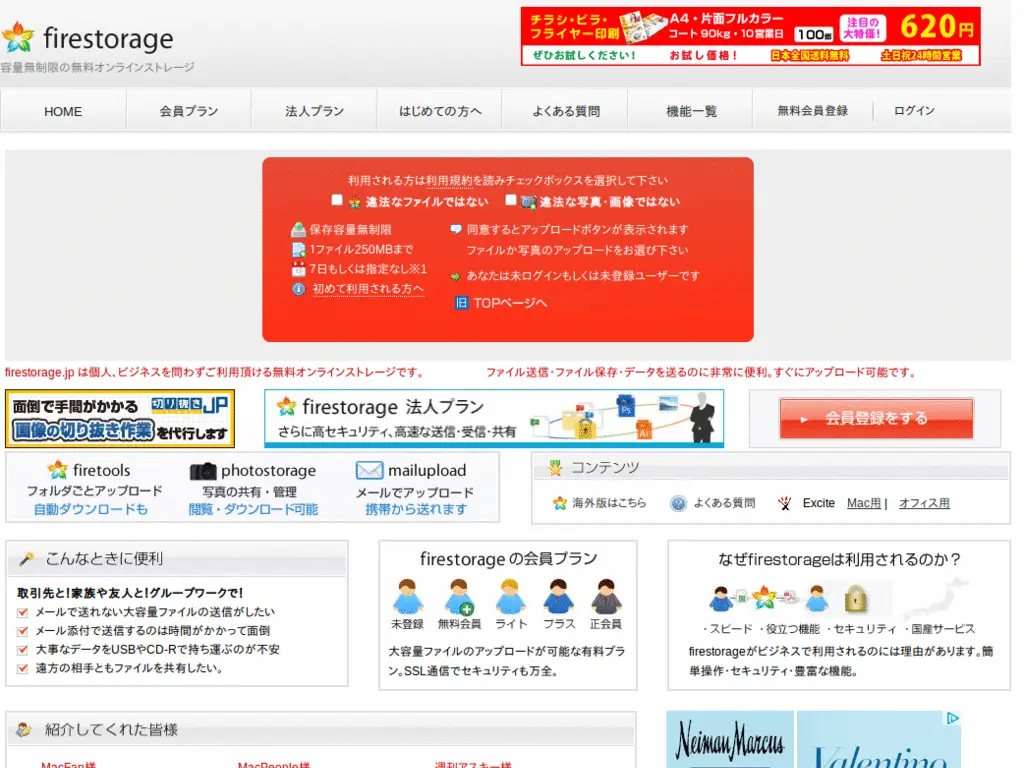 firestorage
容量無制限の無料オンラインストレージ
チラシ・ビラ・
フライヤー印刷
A4・片面フルカラー
コート90kg・10営業日
100部
注目の
大特価!
620円
ぜひお試しください!
お試し価格!
日本全国送料無料
土日祝24時間営業
HOME
会員プラン
法人プラン
はじめての方へ
よくある質問
機能一覧
無料会員登録
ログイン
利用される方は利用規約を読みチェックボックスを選択して下さい
違法なファイルではない
違法な写真・画像ではない
保存容量無制限
1ファイル250MBまで
7日もしくは指定なし※1
初めて利用される方へ
同意するとアップロードボタンが表示されます
ファイルか写真のアップロードをお選び下さい
あなたは未ログインもしくは未登録ユーザーです
旧 TOPページへ
firestorage.jp は個人、ビジネスを問わずご利用頂ける無料オンラインストレージです。
ファイル送信・ファイル保存・データを送るのに非常に便利。すぐにアップロード可能です。
面倒で手間がかかる 切り抜きJP
画像の切り抜き作業を代行します
firestorage 法人プラン
さらに高セキュリティ、高速な送信・受信・共有
会員登録をする
firetools
フォルダごとアップロード
自動ダウンロードも
photostorage
写真の共有・管理
閲覧・ダウンロード可能
mailupload
メールでアップロード
携帯から送れます
コンテンツ
海外版はこちら
よくある質問
Excite Mac用 | オフィス用
こんなときに便利
取引先と!家族や友人と!グループワークで!
メールで送れない大容量ファイルの送信がしたい
メール添付で送信するのは時間がかかって面倒
大事なデータをUSBやCD-Rで持ち運ぶのが不安
遠方の相手ともファイルを共有したい。
firestorage の会員プラン
未登録 無料会員 ライト プラス 正会員
大容量ファイルのアップロードが可能な有料プラ
ン。SSL通信でセキュリティも万全。
なぜfirestorageは利用されるのか？
・スピード ・役立つ機能 ・セキュリティ ・国産サービス
firestorageがビジネスで利用されるのには理由があります。簡
単操作・セキュリティ・豊富な機能。
紹介してくれた皆様
MacFan様
MacPeople様
週刊アスキー様
Neiman Marcus
Valentino